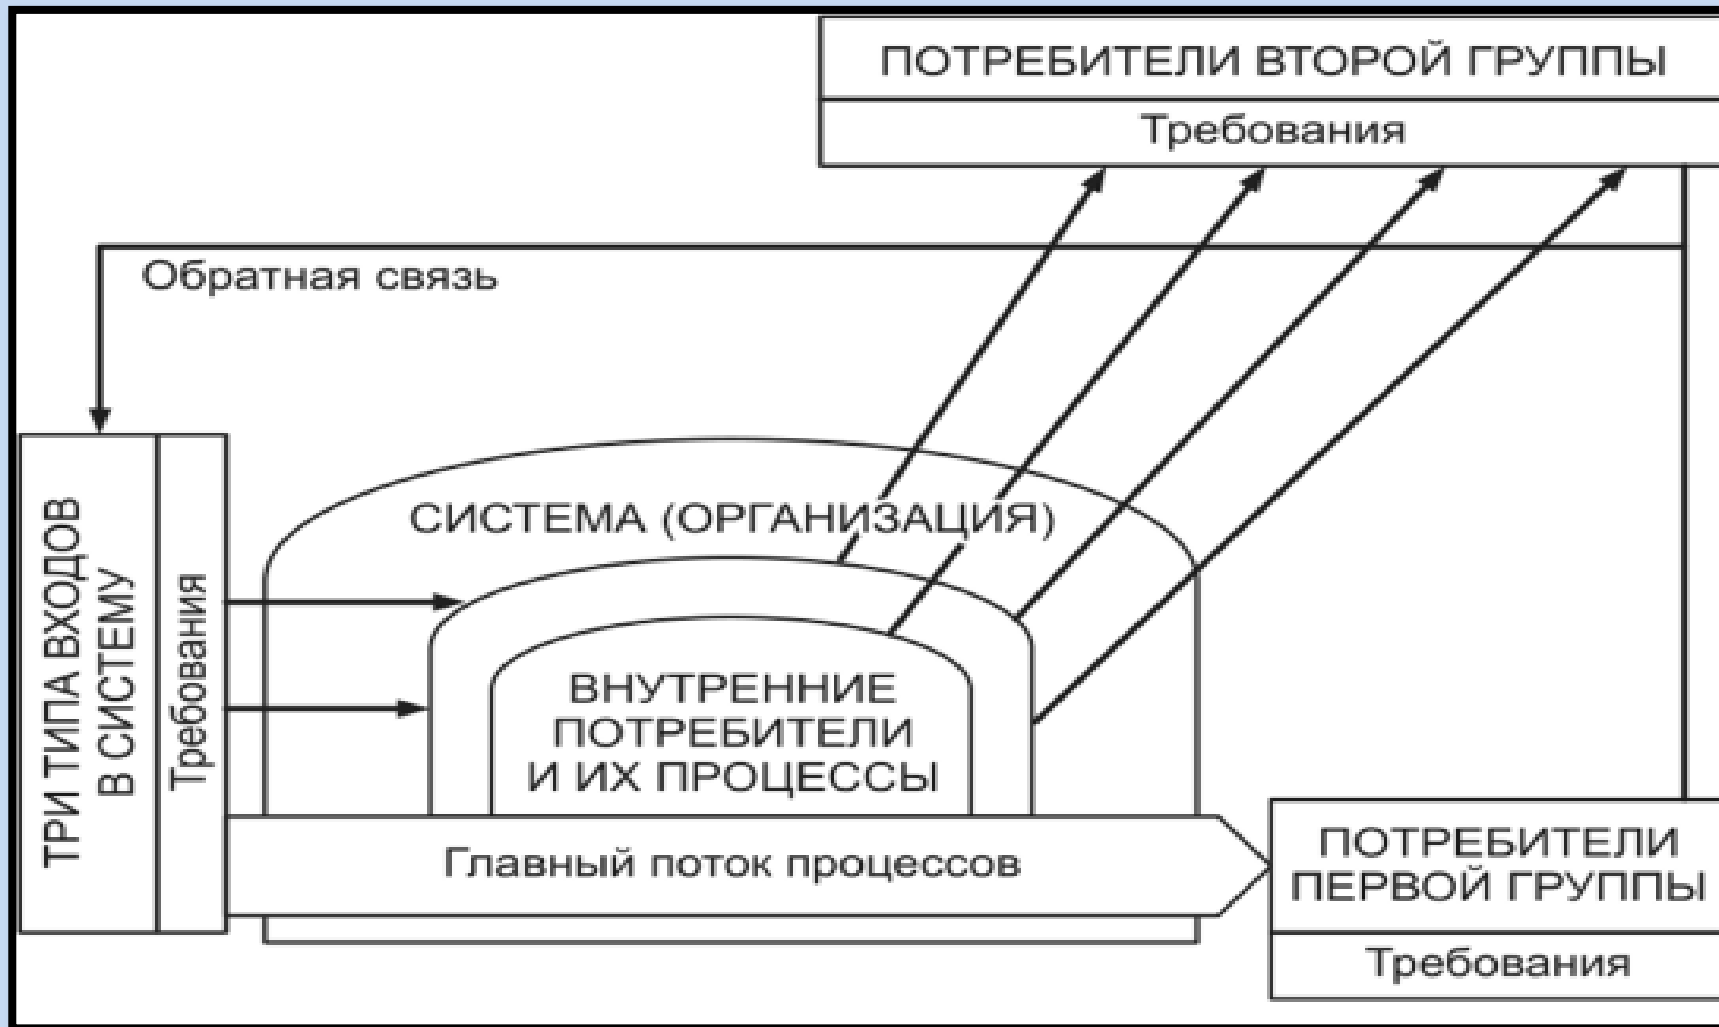 ПОТРЕБИТЕЛИ ВТОРОЙ ГРУППЫ
Требования
Обратная связь
ТРИ ТИПА ВХОДОВ
В СИСТЕМУ
Требования
СИСТЕМА (ОРГАНИЗАЦИЯ)
ВНУТРЕННИЕ
ПОТРЕБИТЕЛИ
И ИХ ПРОЦЕССЫ
Главный поток процессов
ПОТРЕБИТЕЛИ
ПЕРВОЙ ГРУППЫ
Требования